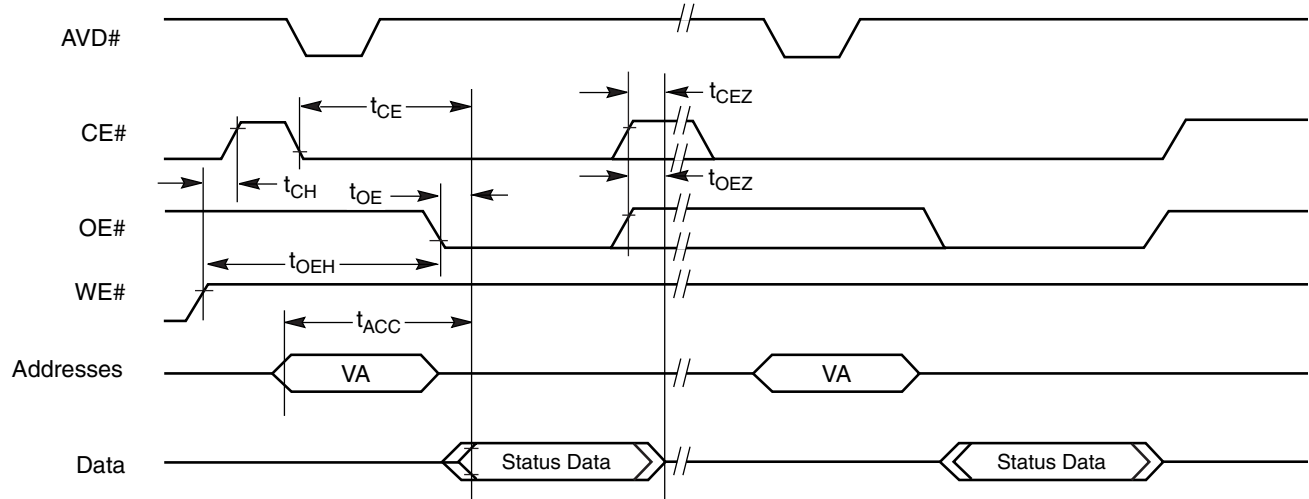 AVD#
tCEZ
tCE
CE#
tCH
tOE
tOEZ
OE#
tOEH
WE#
tACC
Addresses
VA
VA
Data
Status Data
Status Data